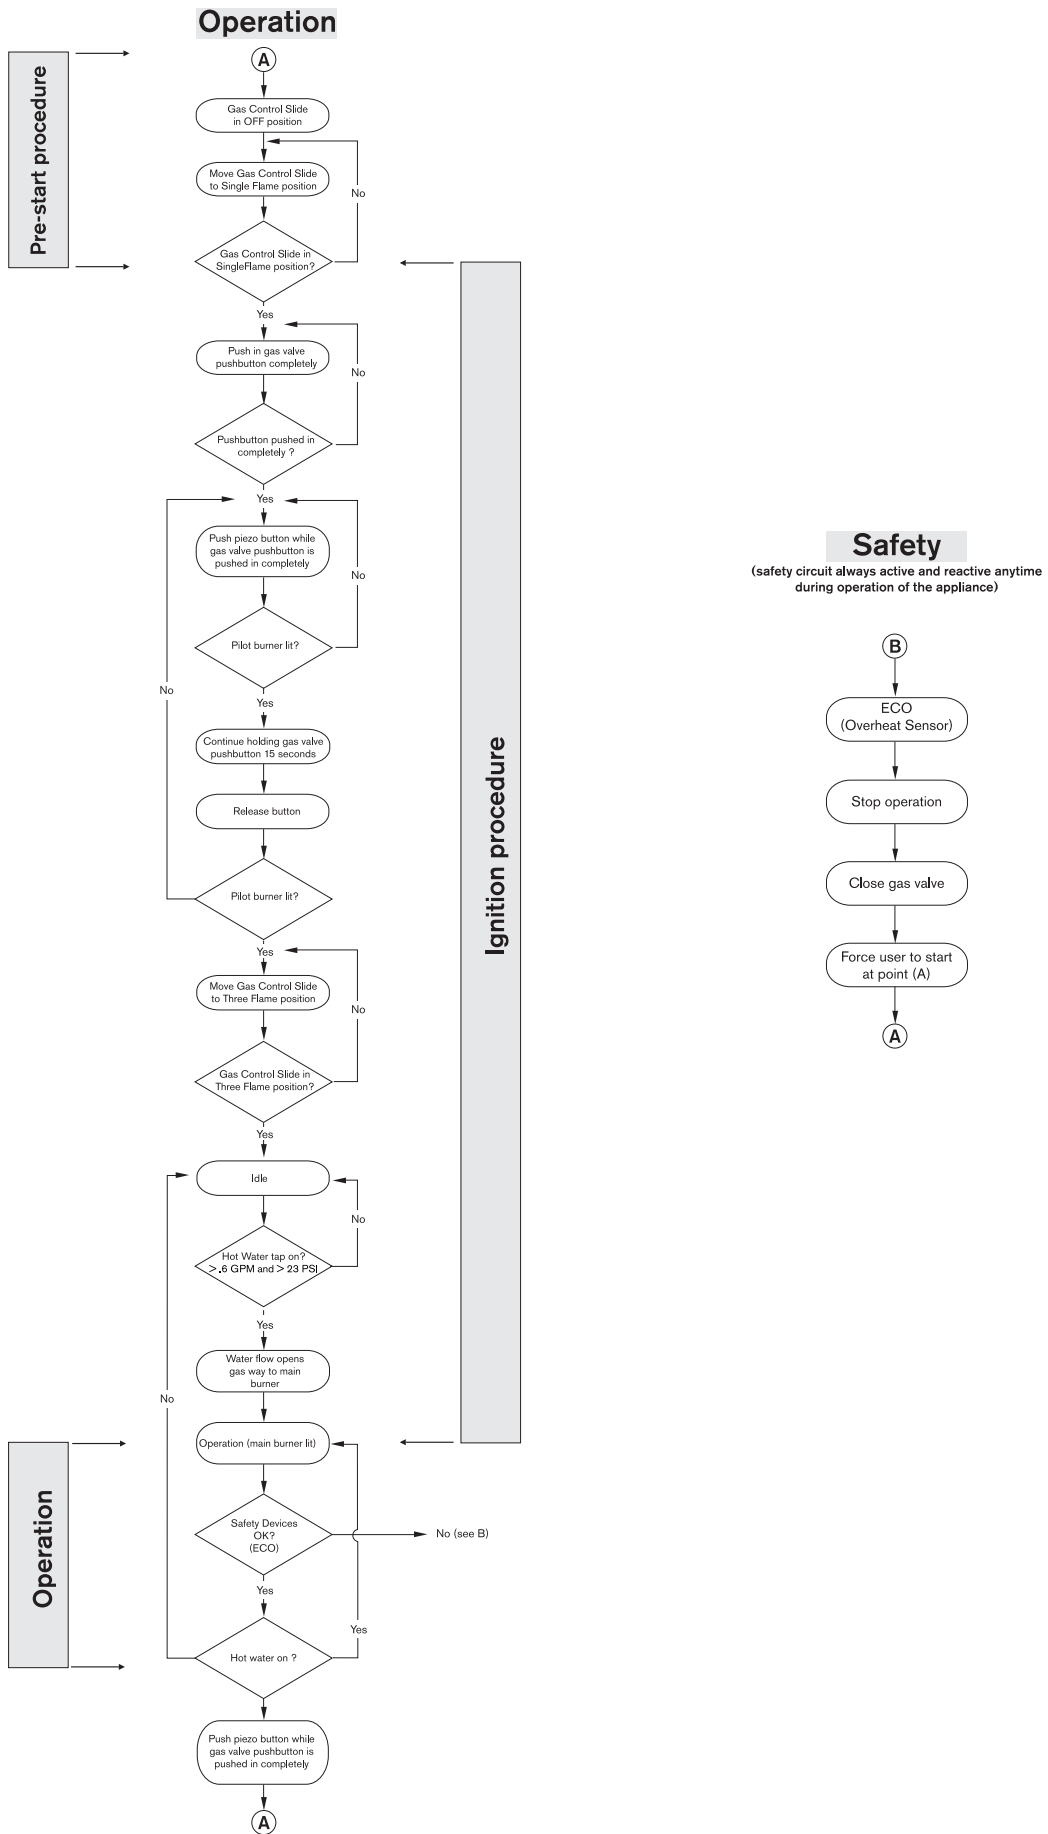 Operation
Pre-start procedure
A
Gas Control Slide
in OFF position
Move Gas Control Slide
to Single Flame position
No
Gas Control Slide in
SingleFlame position?
Yes
Push in gas valve
pushbutton completely
No
Pushbutton pushed in
completely ?
Yes
Push piezo button while
gas valve pushbutton is
pushed in completely
No
Pilot burner lit?
No
Yes
Continue holding gas valve
pushbutton 15 seconds
Release button
Pilot burner lit?
Yes
Move Gas Control Slide
to Three Flame position
No
Gas Control Slide in
Three Flame position?
Yes
Idle
No
Hot Water tap on?
>.6 GPM and > 23 PSI
Yes
Water flow opens
gas way to main
burner
No
Operation (main burner lit)
Safety Devices
OK?
(ECO)
No (see B)
Yes
Yes
Hot water on ?
Push piezo button while
gas valve pushbutton is
pushed in completely
A
Ignition procedure
Operation
Safety
(safety circuit always active and reactive anytime
during operation of the appliance)
B
ECO
(Overheat Sensor)
Stop operation
Close gas valve
Force user to start
at point (A)
A